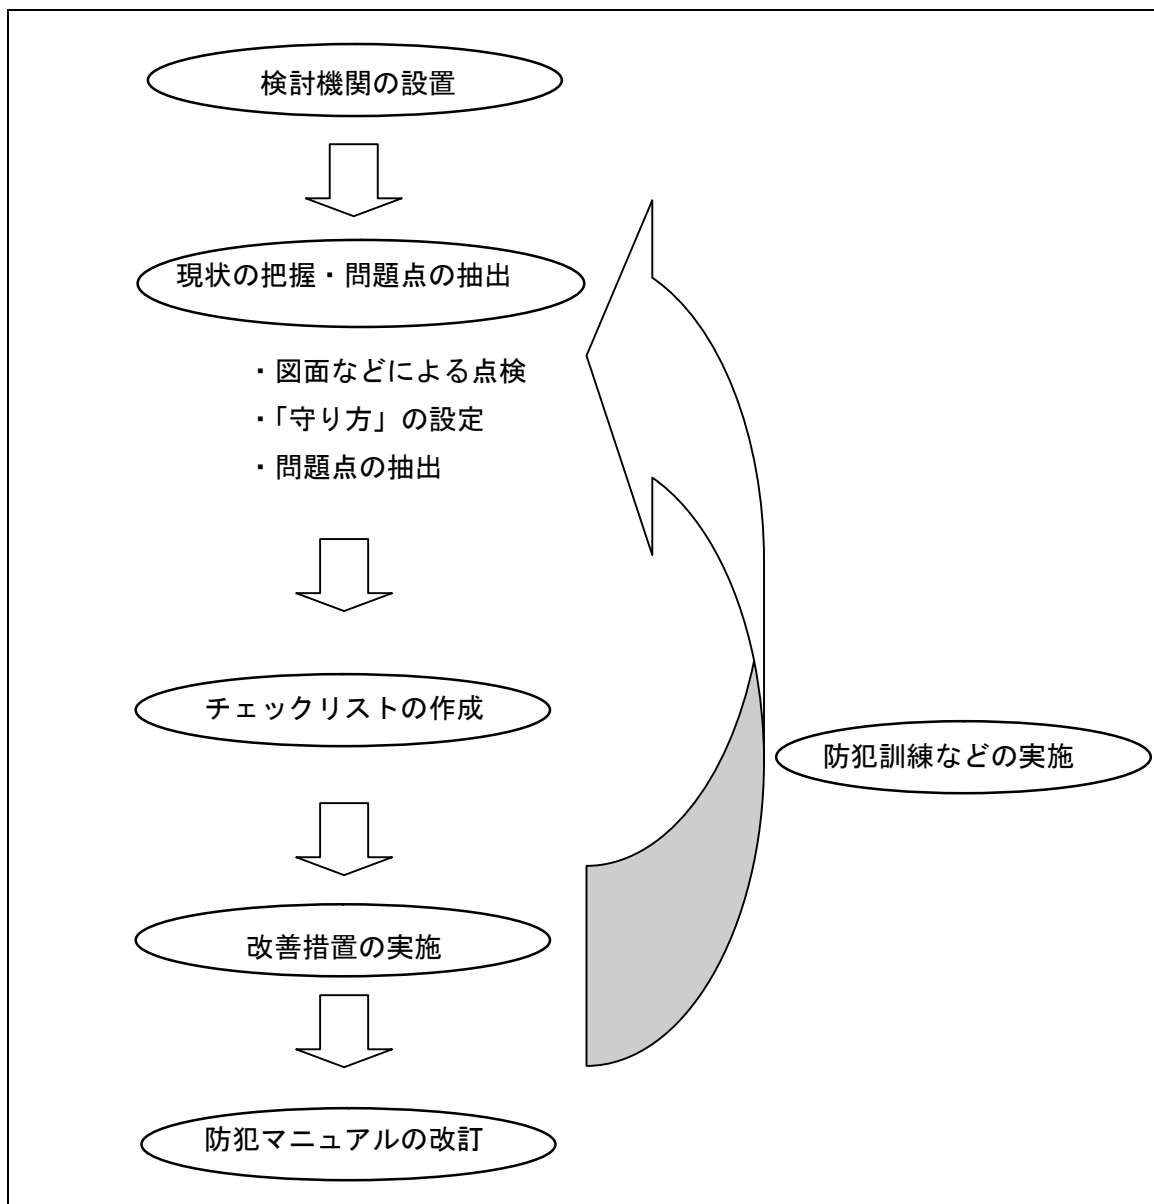 検討機関の設置
現状の把握・問題点の抽出
・図面などによる点検
・「守り方」の設定
・問題点の抽出
チェックリストの作成
防犯訓練などの実施
改善措置の実施
防犯マニュアルの改訂